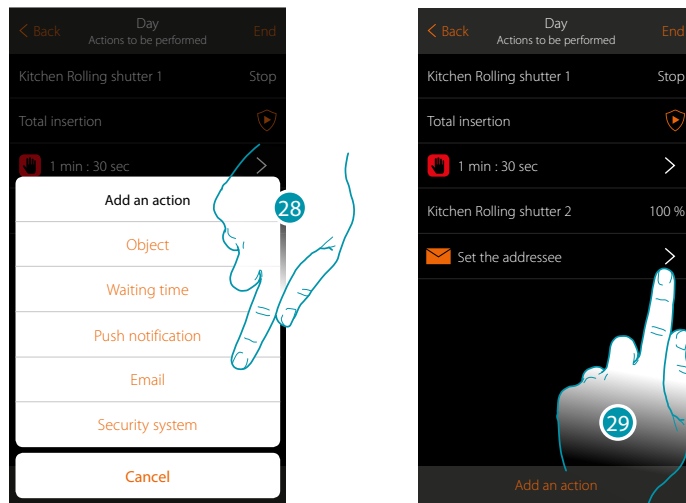 < Back Day End
Actions to be performed
Kitchen Rolling shutter 1 Stop
Total insertion
1 min : 30 sec
Add an action
28
Object
Waiting time
Push notification
Email
Security system
Cancel
< Back Day End
Actions to be performed
Kitchen Rolling shutter 1 Stop
Total insertion
1 min : 30 sec
Kitchen Rolling shutter 2 100 %
Set the addressee
29
Add an action